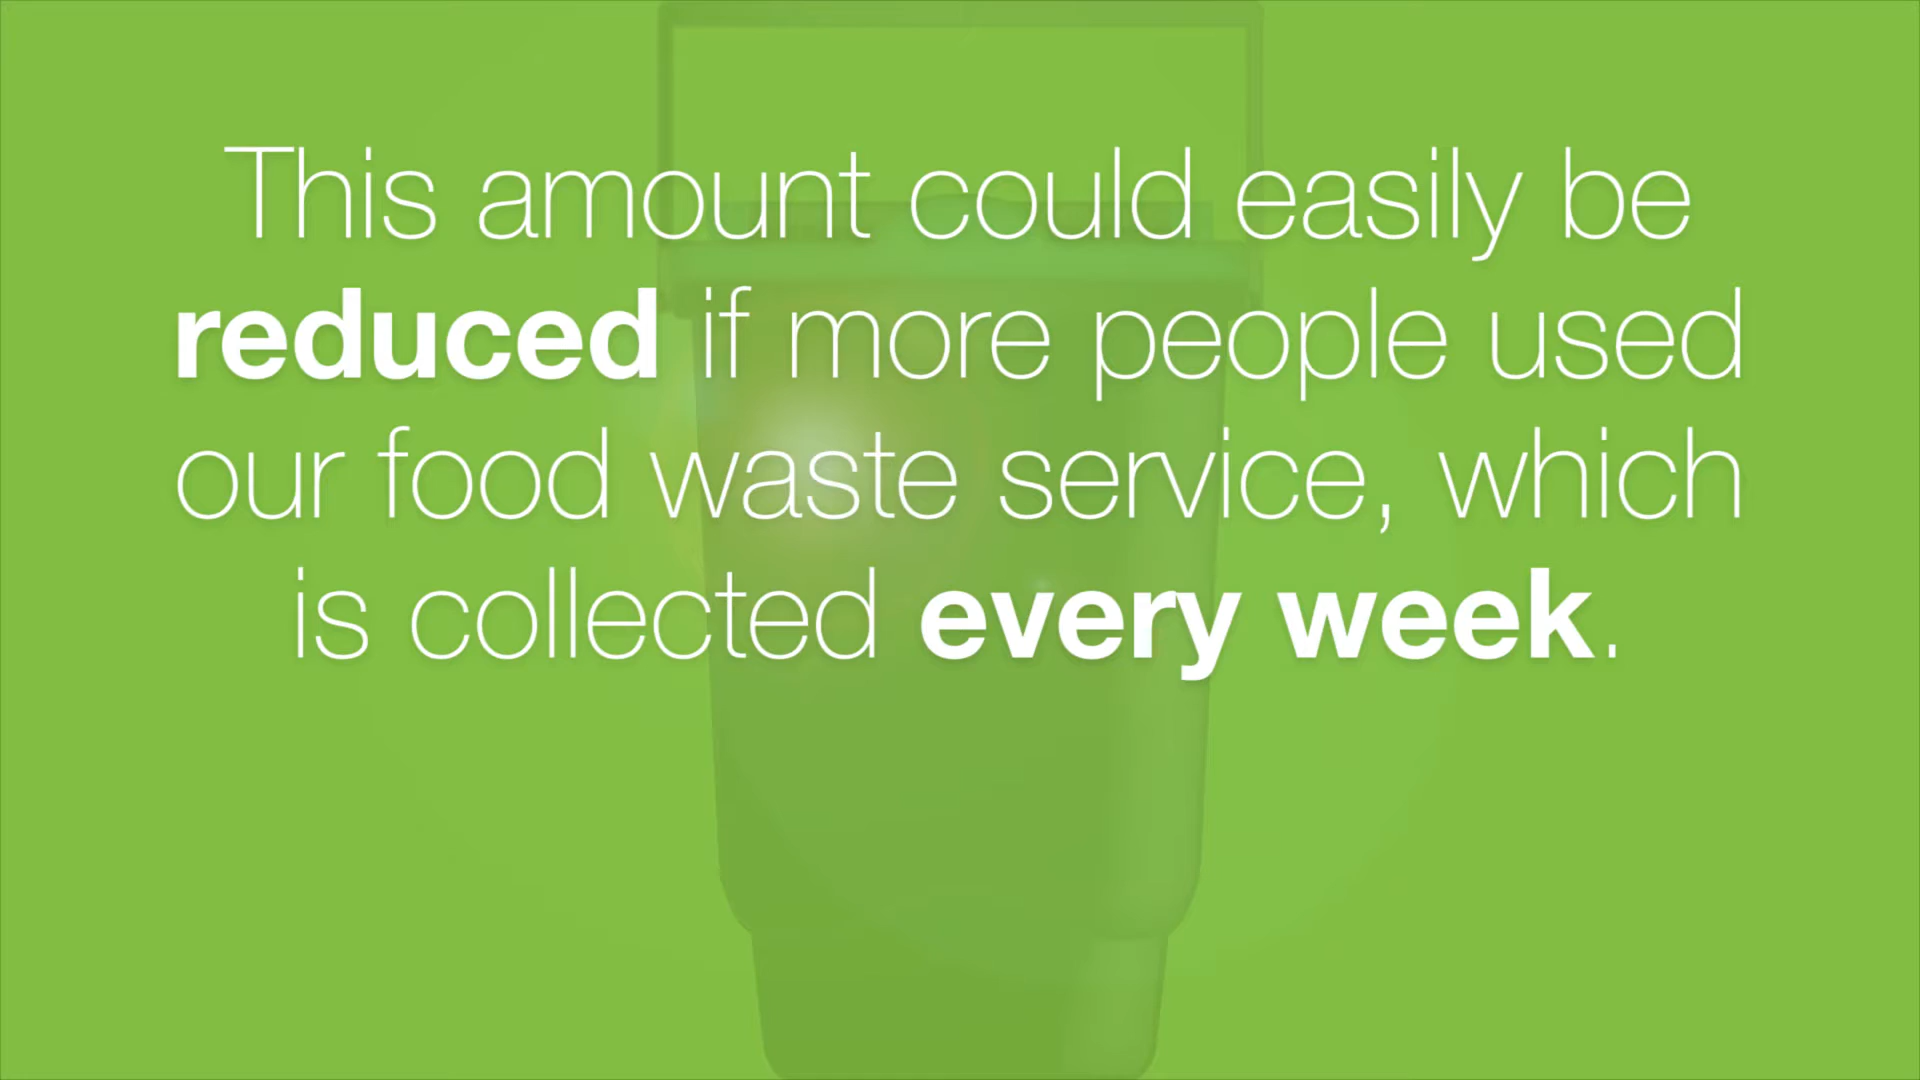 This amount could easily be
reduced if more people used
our food waste service, which
is collected every week.